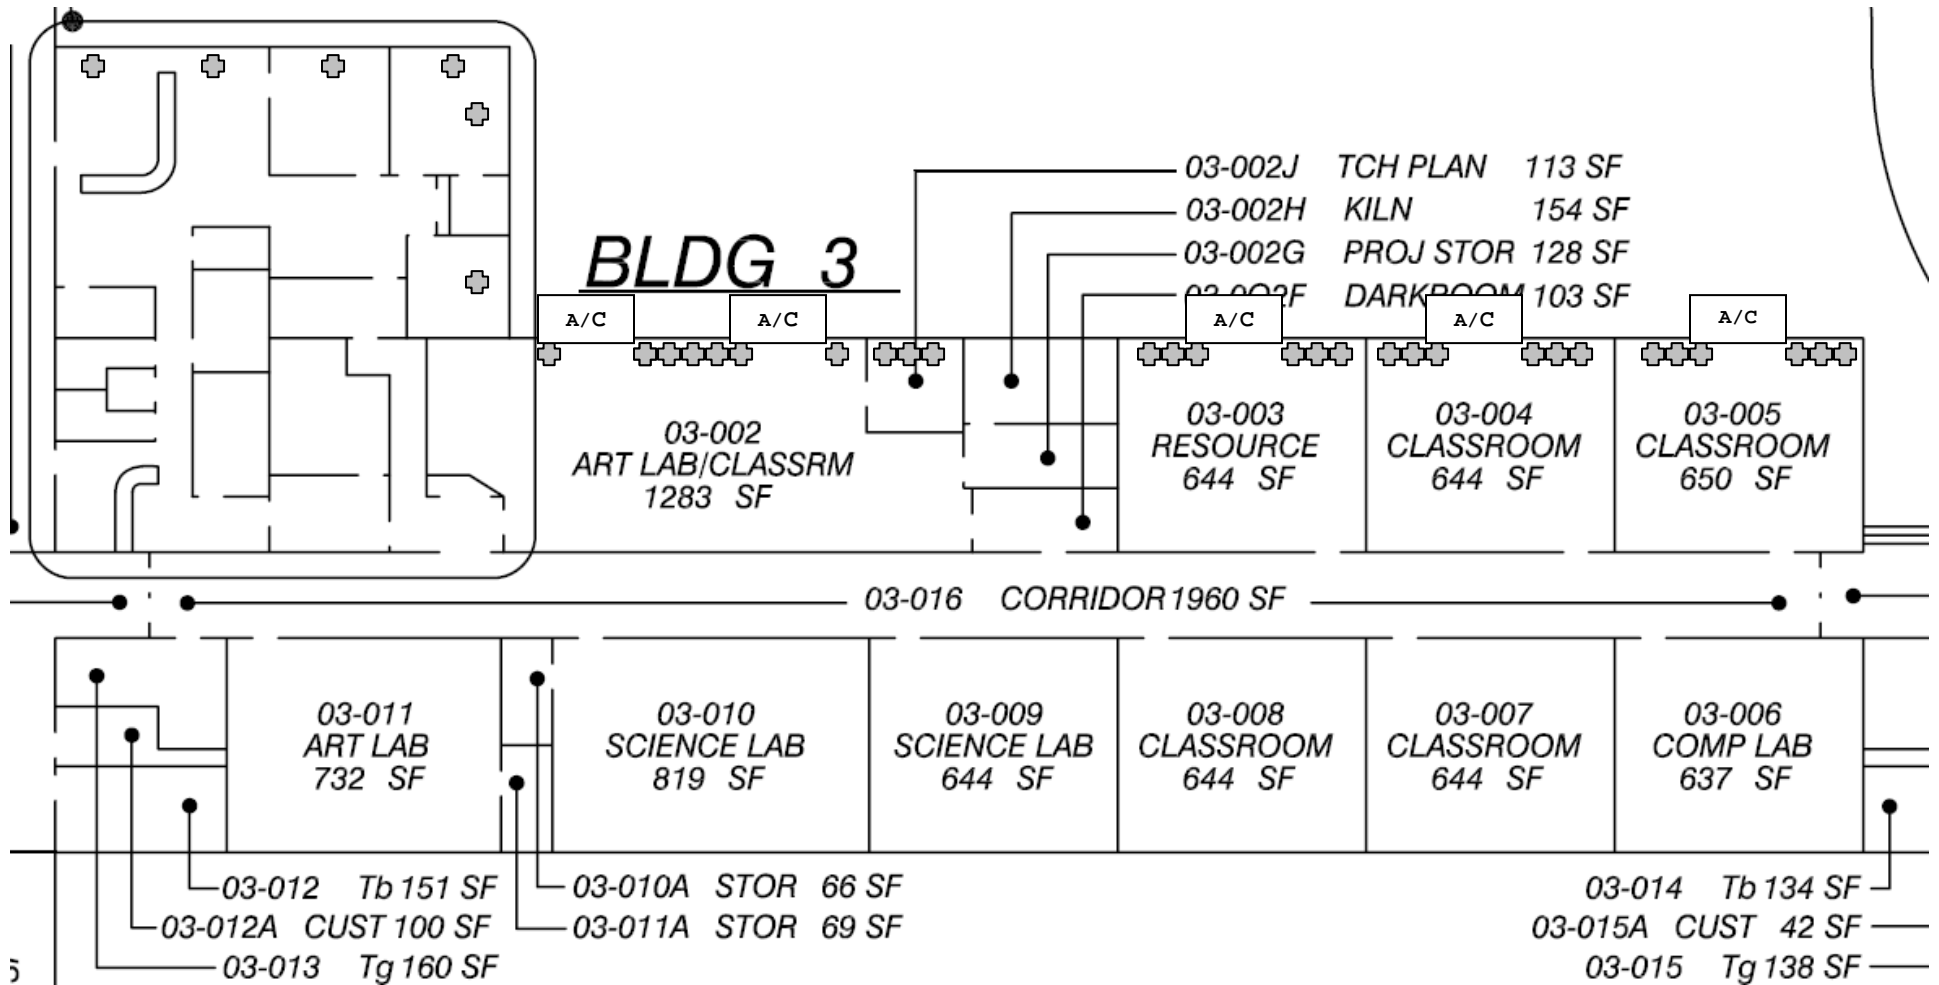 03-002J TCH PLAN 113 SF
03-002H KILN 154 SF
BLDG 3
03-002G PROJ STOR 128 SF
DARKROOM 103 SF
A/C
A/C
A/C
A/C
A/C
03-002
ART LAB/CLASSRM
1283 SF
03-003
RESOURCE
644 SF
03-004
CLASSROOM
644 SF
03-005
CLASSROOM
650 SF
03-016 CORRIDOR 1960 SF
03-011
ART LAB
732 SF
03-010
SCIENCE LAB
819 SF
03-009
SCIENCE LAB
644 SF
03-008
CLASSROOM
644 SF
03-007
CLASSROOM
644 SF
03-006
COMP LAB
637 SF
03-012 Tb 151 SF
03-012A CUST 100 SF
03-013 Tg 160 SF
03-010A STOR 66 SF
03-011A STOR 69 SF
03-014 Tb 134 SF
03-015A CUST 42 SF
03-015 Tg 138 SF